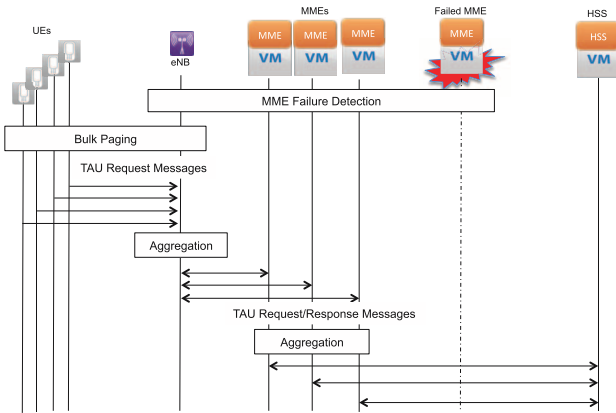 UEs
MMEs
Failed MME
HSS
MME
MME
MME
MME
HSS
VM
VM
VM
VM
VM
eNB
MME Failure Detection
Bulk Paging
TAU Request Messages
Aggregation
TAU Request/Response Messages
Aggregation